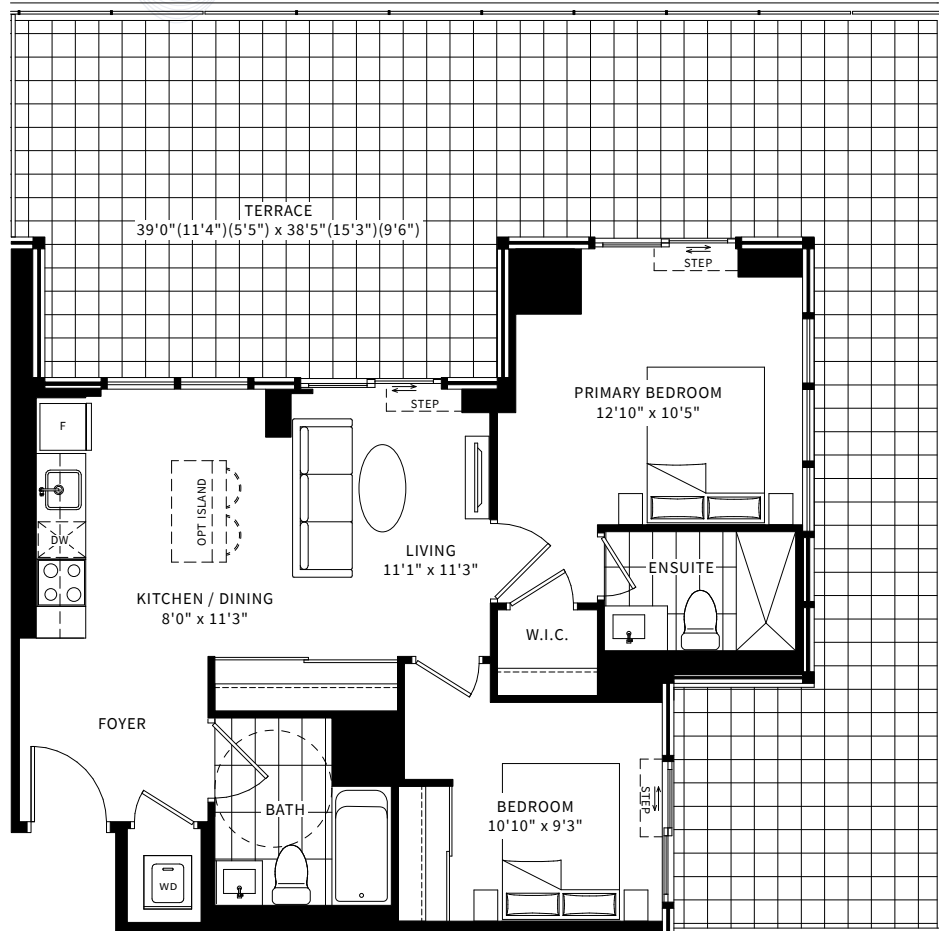 TERRACE
39'0"(11'4")(5'5") x 38'5"(15'3")(9'6")
STEP
PRIMARY BEDROOM
12'10" x 10'5"
STEP
F
OPT ISLAND
DW
LIVING
11'1" x 11'3"
ENSUITE
KITCHEN / DINING
8'0" x 11'3"
W.I.C.
FOYER
BATH
BEDROOM
10'10" x 9'3"
STEP
WD